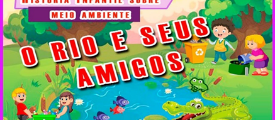 HISTÓRIA INFANTIL SOBRE
MEIO AMBIENTE
O RIO E SEUS
AMIGOS